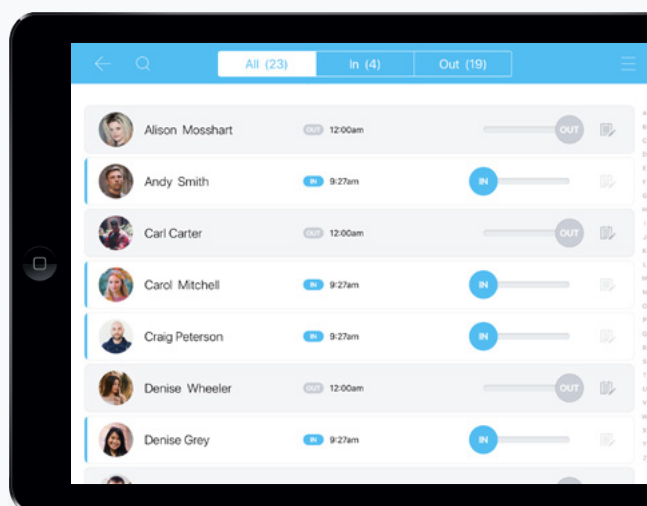 All (23) In (4) Out (19)
Alison Mosshart OUT 12:00am OUT
Andy Smith IN 9:27am IN
Carl Carter OUT 12:00am OUT
Carol Mitchell IN 9:27am IN
Craig Peterson IN 9:27am IN
Denise Wheeler OUT 12:00am OUT
Denise Grey IN 9:27am IN
A
B
C
D
E
F
G
H
I
J
K
L
M
N
O
P
Q
R
S
T
U
V
W
X
Y
Z